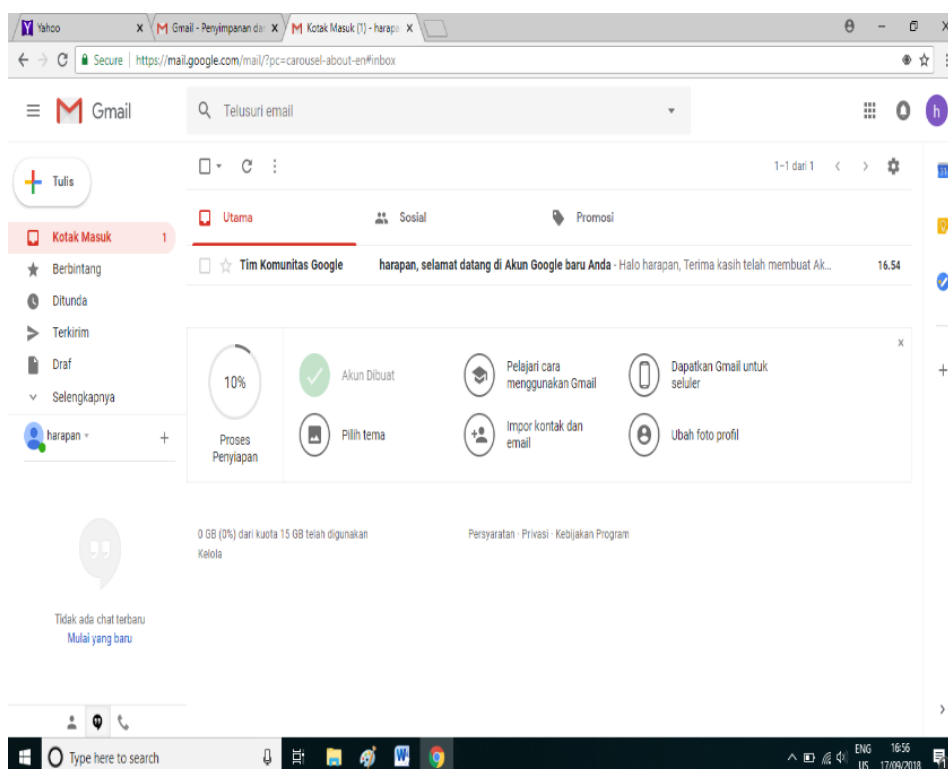 Yahoo
Gmail - Penyimpanan da
Kotak Masuk (1) - harapa
Secure https://mail.google.com/mail/?pc=carousel-about-en#inbox
Gmail
Telusuri email
h
Tulis
1–1 dari 1
Utama
Sosial
Promosi
Kotak Masuk 1
Tim Komunitas Google
harapan, selamat datang di Akun Google baru Anda - Halo harapan, Terima kasih telah membuat Ak...
16.54
Berbintang
Ditunda
Terkirim
Draf
Selengkapnya
harapan
10%
Proses
Penyiapan
Akun Dibuat
Pelajari cara
menggunakan Gmail
Dapatkan Gmail untuk
seluler
x
Pilih tema
Impor kontak dan
email
Ubah foto profil
0 GB (0%) dari kuota 15 GB telah digunakan
Kelola
Persyaratan · Privasi · Kebijakan Program
Tidak ada chat terbaru
Mulai yang baru
Type here to search
ENG
US
16:56
17/09/2018